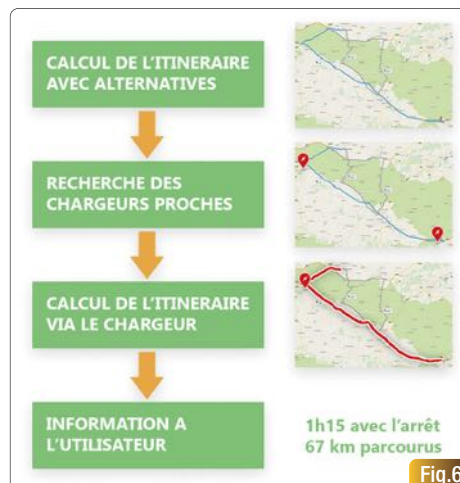 CALCUL DE L'ITINERAIRE
AVEC ALTERNATIVES
RECHERCHE DES
CHARGEURS PROCHES
CALCUL DE L'ITINERAIRE
VIA LE CHARGEUR
INFORMATION A
L'UTILISATEUR
1h15 avec l'arrêt
67 km parcourus
Fig.6